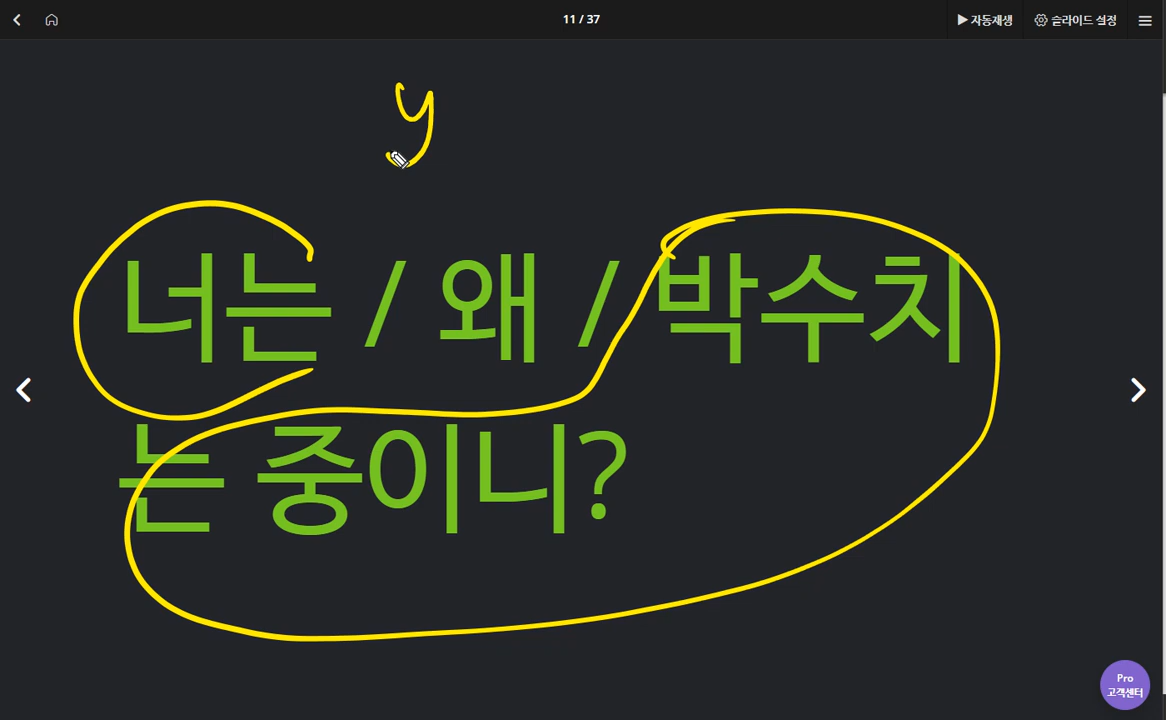 11 / 37
자동재생
슬라이드 설정
y
너는 / 왜 / 박수치
는 중이니?
Pro
고객센터